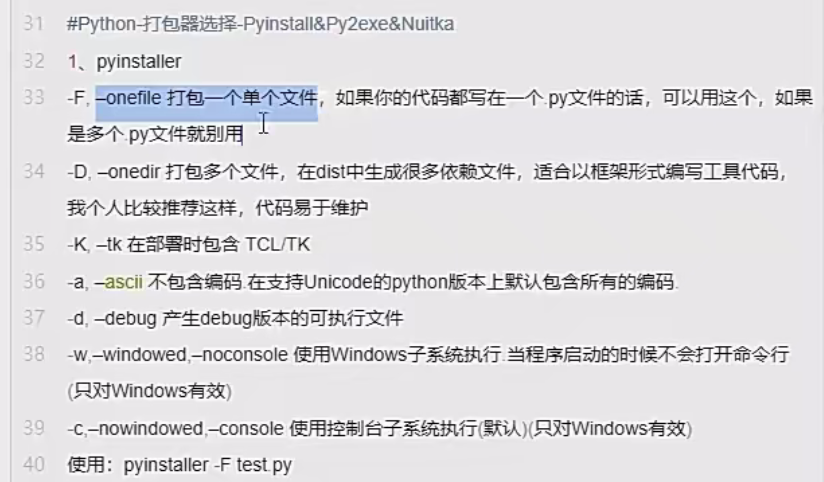 31 #Python-打包器选择-Pyinstall&Py2exe&Nuitka
32 1、pyinstaller
33 -F, –onefile 打包一个单个文件，如果你的代码都写在一个.py文件的话，可以用这个，如果
是多个.py文件就别用
34 -D, –onedir 打包多个文件，在dist中生成很多依赖文件，适合以框架形式编写工具代码，
我个人比较推荐这样，代码易于维护
35 -K, –tk 在部署时包含 TCL/TK
36 -a, –ascii 不包含编码.在支持Unicode的python版本上默认包含所有的编码.
37 -d, –debug 产生debug版本的可执行文件
38 -w,–windowed,–noconsole 使用Windows子系统执行.当程序启动的时候不会打开命令行
(只对Windows有效)
39 -c,–nowindowed,–console 使用控制台子系统执行(默认)(只对Windows有效)
40 使用：pyinstaller -F test.py